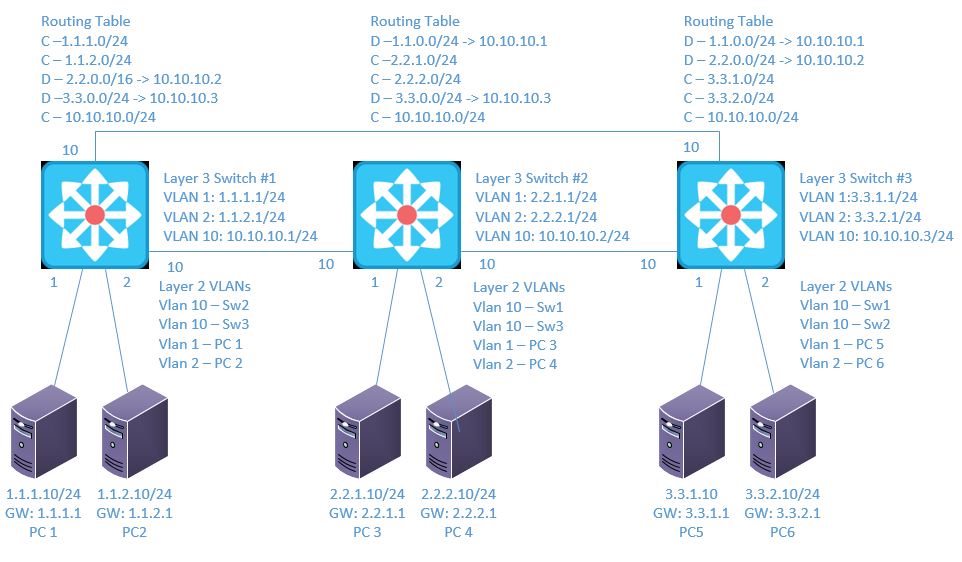 Routing Table
C –1.1.1.0/24
C – 1.1.2.0/24
D – 2.2.0.0/16 -> 10.10.10.2
D –3.3.0.0/24 -> 10.10.10.3
C – 10.10.10.0/24
Routing Table
D –1.1.0.0/24 -> 10.10.10.1
C –2.2.1.0/24
C – 2.2.2.0/24
D – 3.3.0.0/24 -> 10.10.10.3
C – 10.10.10.0/24
Routing Table
D – 1.1.0.0/24 -> 10.10.10.1
D – 2.2.0.0/24 -> 10.10.10.2
C – 3.3.1.0/24
C – 3.3.2.0/24
C – 10.10.10.0/24
10
10
Layer 3 Switch #1
VLAN 1: 1.1.1.1/24
VLAN 2: 1.1.2.1/24
VLAN 10: 10.10.10.1/24
Layer 3 Switch #2
VLAN 1: 2.2.1.1/24
VLAN 2: 2.2.2.1/24
VLAN 10: 10.10.10.2/24
Layer 3 Switch #3
VLAN 1:3.3.1.1/24
VLAN 2: 3.3.2.1/24
VLAN 10: 10.10.10.3/24
10
10
10
10
1
2
1
2
1
2
Layer 2 VLANs
Vlan 10 – Sw2
Vlan 10 – Sw3
Vlan 1 – PC 1
Vlan 2 – PC 2
Layer 2 VLANs
Vlan 10 – Sw1
Vlan 10 – Sw3
Vlan 1 – PC 3
Vlan 2 – PC 4
Layer 2 VLANs
Vlan 10 – Sw1
Vlan 10 – Sw2
Vlan 1 – PC 5
Vlan 2 – PC 6
1.1.1.10/24
GW: 1.1.1.1
PC 1
1.1.2.10/24
GW: 1.1.2.1
PC2
2.2.1.10/24
GW: 2.2.1.1
PC 3
2.2.2.10/24
GW: 2.2.2.1
PC 4
3.3.1.10
GW: 3.3.1.1
PC5
3.3.2.10/24
GW: 3.3.2.1
PC6